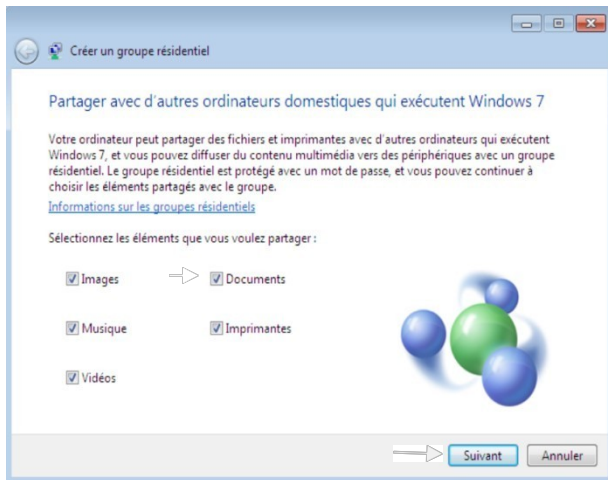 Créer un groupe résidentiel
Partager avec d'autres ordinateurs domestiques qui exécutent Windows 7
Votre ordinateur peut partager des fichiers et imprimantes avec d'autres ordinateurs qui exécutent
Windows 7, et vous pouvez diffuser du contenu multimédia vers des périphériques avec un groupe
résidentiel. Le groupe résidentiel est protégé avec un mot de passe, et vous pouvez continuer à
choisir les éléments partagés avec le groupe.
Informations sur les groupes résidentiels
Sélectionnez les éléments que vous voulez partager :
Images
Documents
Musique
Imprimantes
Vidéos
Suivant
Annuler